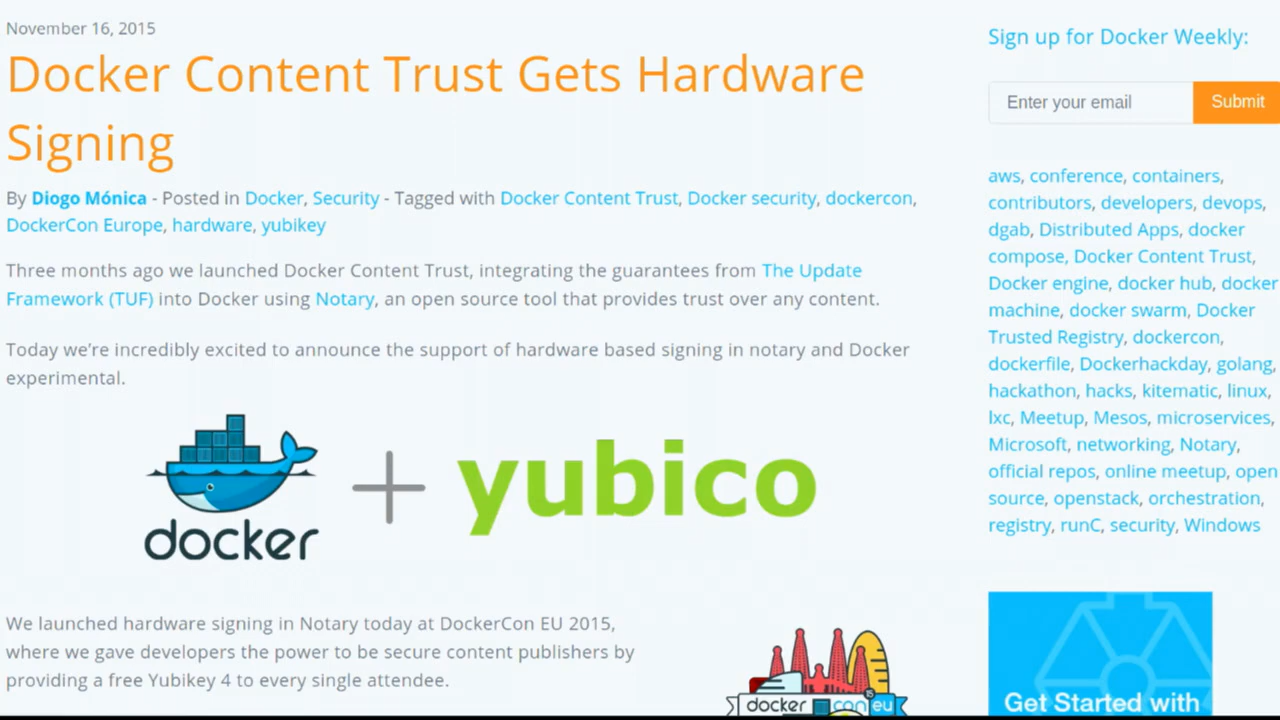 November 16, 2015
Docker Content Trust Gets Hardware
Signing
By Diogo Mónica - Posted in Docker, Security - Tagged with Docker Content Trust, Docker security, dockercon,
DockerCon Europe, hardware, yubikey
Three months ago we launched Docker Content Trust, integrating the guarantees from The Update
Framework (TUF) into Docker using Notary, an open source tool that provides trust over any content.
Today we’re incredibly excited to announce the support of hardware based signing in notary and Docker
experimental.
docker + yubico
We launched hardware signing in Notary today at DockerCon EU 2015,
where we gave developers the power to be secure content publishers by
providing a free Yubikey 4 to every single attendee.
docker con eu 15
Sign up for Docker Weekly:
Enter your email Submit
aws, conference, containers,
contributors, developers, devops,
dgab, Distributed Apps, docker
compose, Docker Content Trust,
Docker engine, docker hub, docker
machine, docker swarm, Docker
Trusted Registry, dockercon,
dockerfile, Dockerhackday, golang,
hackathon, hacks, kitematic, linux,
lxc, Meetup, Mesos, microservices,
Microsoft, networking, Notary,
official repos, online meetup, open
source, openstack, orchestration,
registry, runC, security, Windows
Get Started with